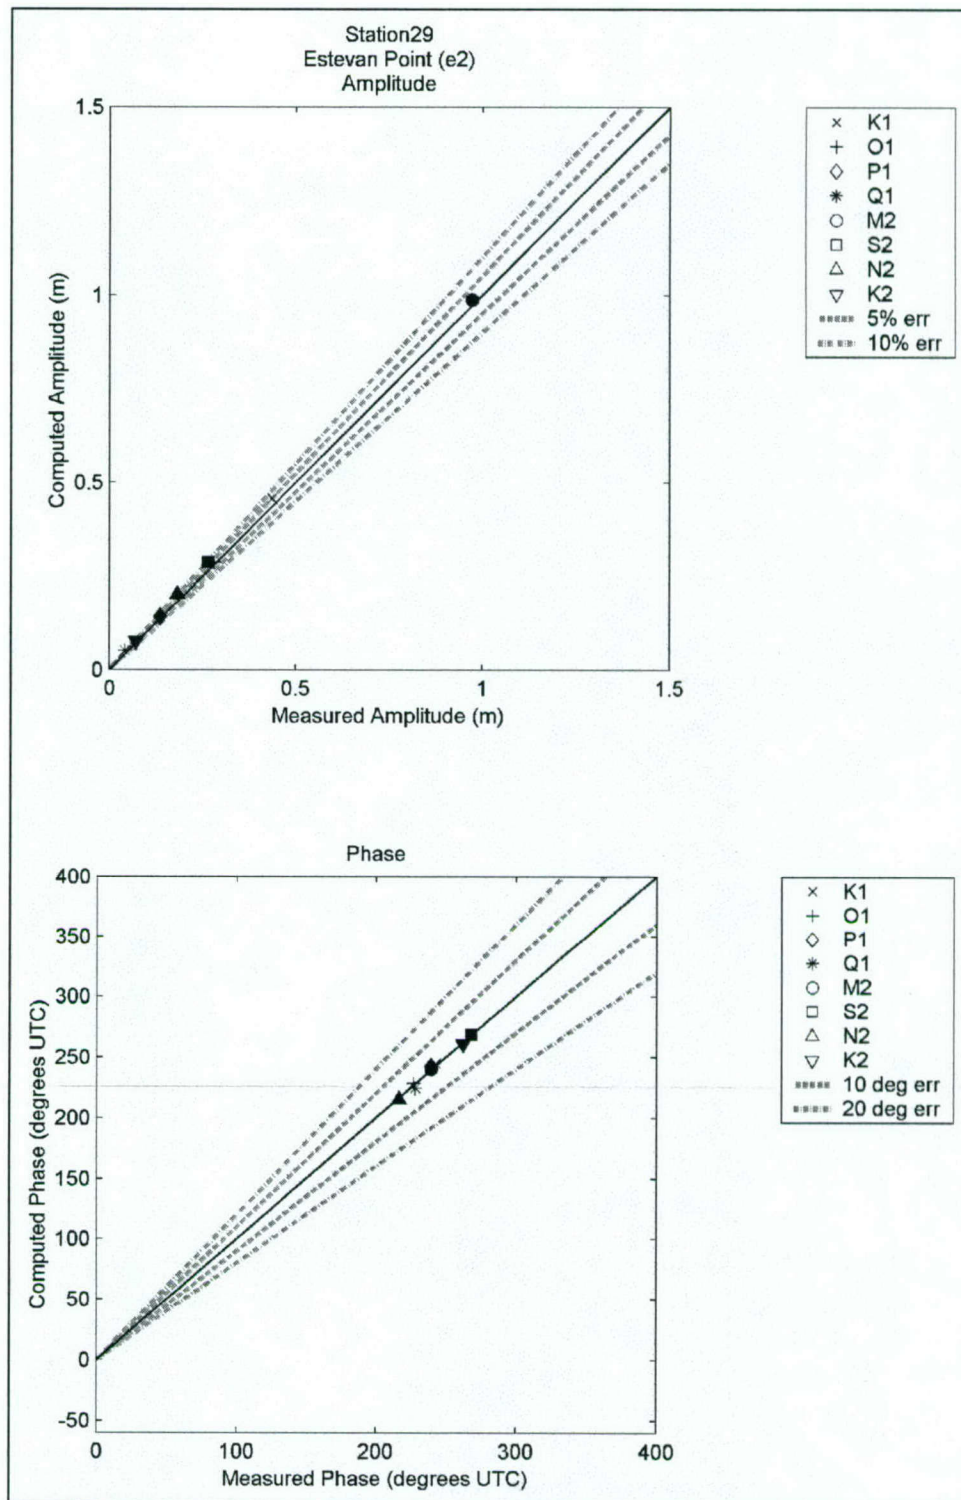 Station29
Estevan Point (e2)
Amplitude
1.5
1
0.5
0
Computed Amplitude (m)
0
0.5
1
1.5
Measured Amplitude (m)
K1
O1
P1
Q1
M2
S2
N2
K2
5% err
10% err
Phase
400
350
300
250
200
150
100
50
0
-50
Computed Phase (degrees UTC)
0
100
200
300
400
Measured Phase (degrees UTC)
K1
O1
P1
Q1
M2
S2
N2
K2
10 deg err
20 deg err